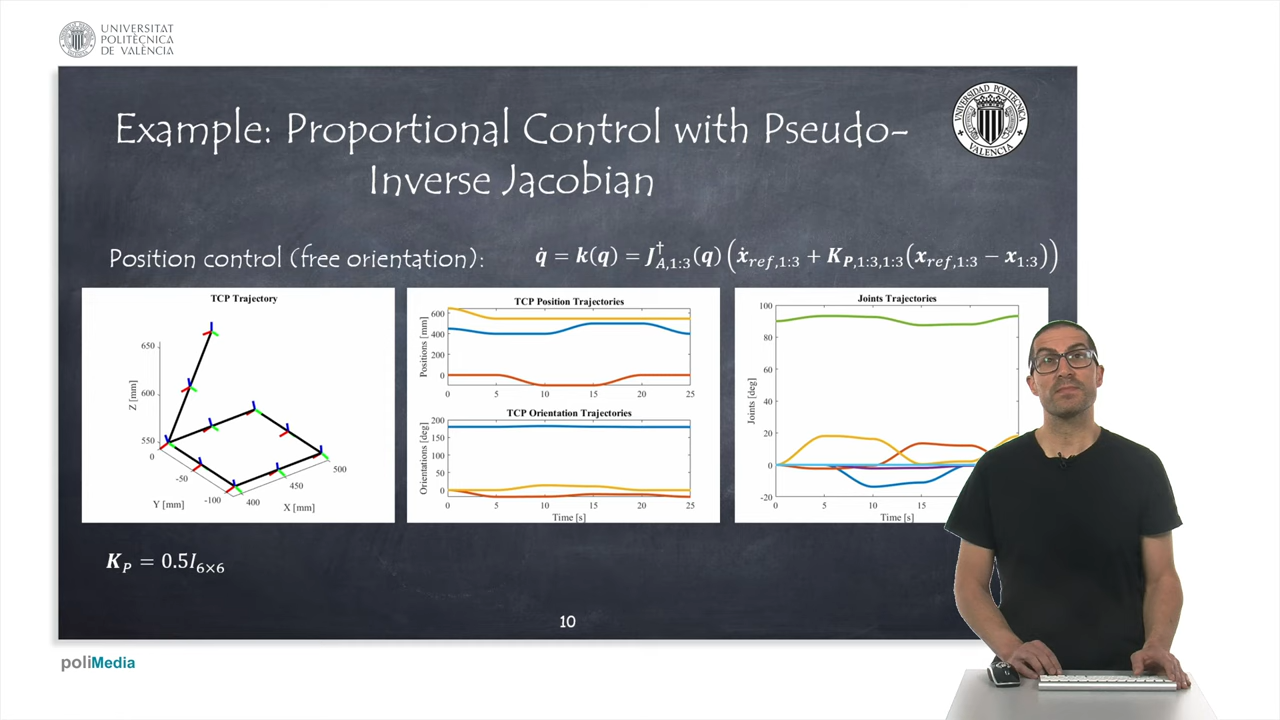 UNIVERSITAT
POLITÈCNICA
DE VALÈNCIA
Example: Proportional Control with Pseudo-
Inverse Jacobian
UNIVERSIDAD POLITECNICA
VALENCIA
Position control (free orientation): q̇ = k(q) = J†A,1:3(q)(ẋref,1:3 + KP,1:3,1:3(xref,1:3 − x1:3))
TCP Trajectory
650
600
550
Z [mm]
0
-50
-100
Y [mm]
400
450
500
X [mm]
TCP Position Trajectories
Positions [mm]
600
400
200
0
0 5 10 15 20 25
TCP Orientation Trajectories
Orientations [deg]
200
150
100
50
0
0 5 10 15 20 25
Time [s]
Joints Trajectories
Joints [deg]
100
80
60
40
20
0
-20
0 5 10 15
Time [s]
KP = 0.5I6×6
10
poliMedia